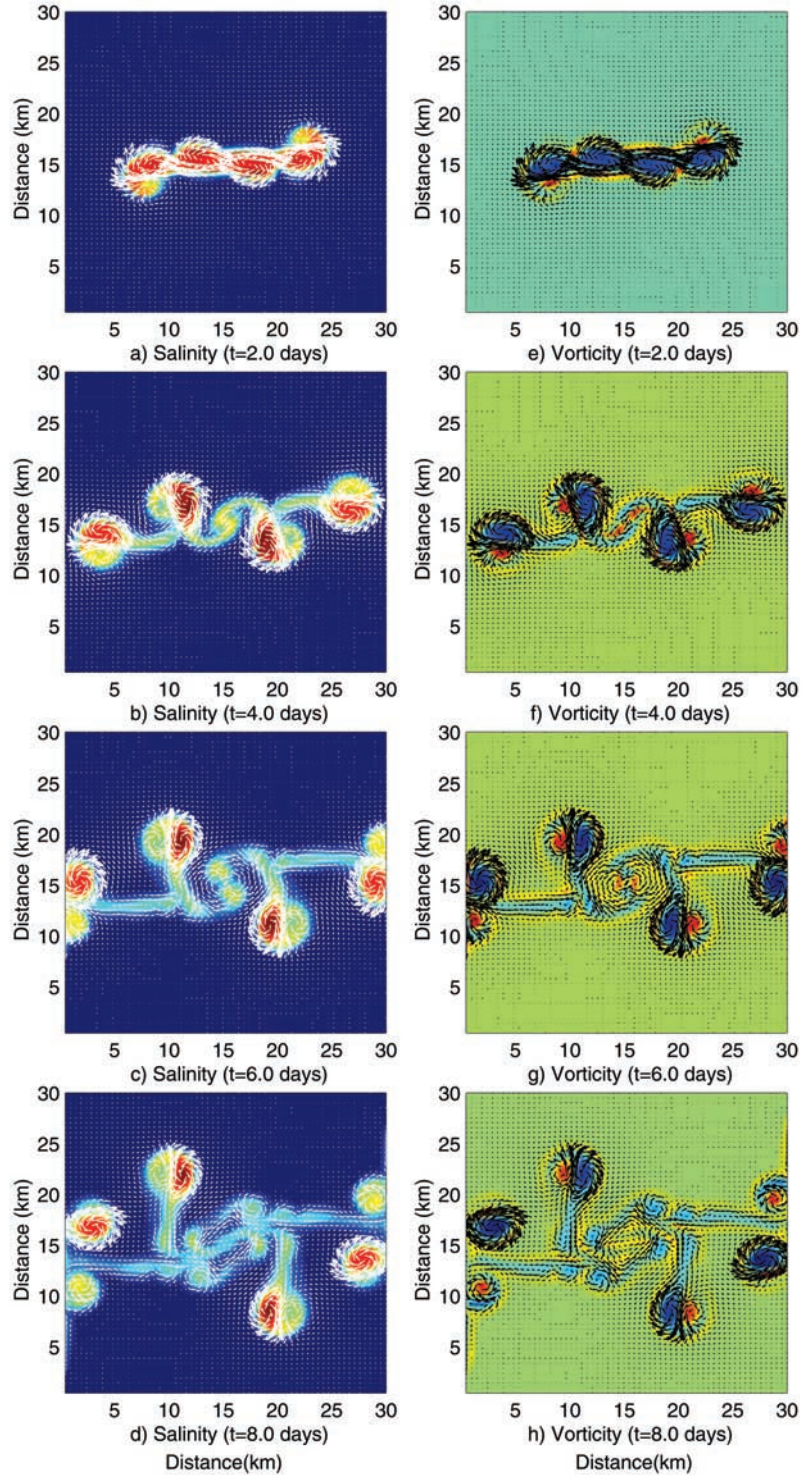 30
25
20
15
10
5
Distance (km)
5 10 15 20 25 30
a) Salinity (t=2.0 days)
30
25
20
15
10
5
Distance (km)
5 10 15 20 25 30
e) Vorticity (t=2.0 days)
30
25
20
15
10
5
Distance (km)
5 10 15 20 25 30
b) Salinity (t=4.0 days)
30
25
20
15
10
5
Distance (km)
5 10 15 20 25 30
f) Vorticity (t=4.0 days)
30
25
20
15
10
5
Distance (km)
5 10 15 20 25 30
c) Salinity (t=6.0 days)
30
25
20
15
10
5
Distance (km)
5 10 15 20 25 30
g) Vorticity (t=6.0 days)
30
25
20
15
10
5
Distance (km)
5 10 15 20 25 30
d) Salinity (t=8.0 days)
Distance(km)
30
25
20
15
10
5
Distance (km)
5 10 15 20 25 30
h) Vorticity (t=8.0 days)
Distance(km)